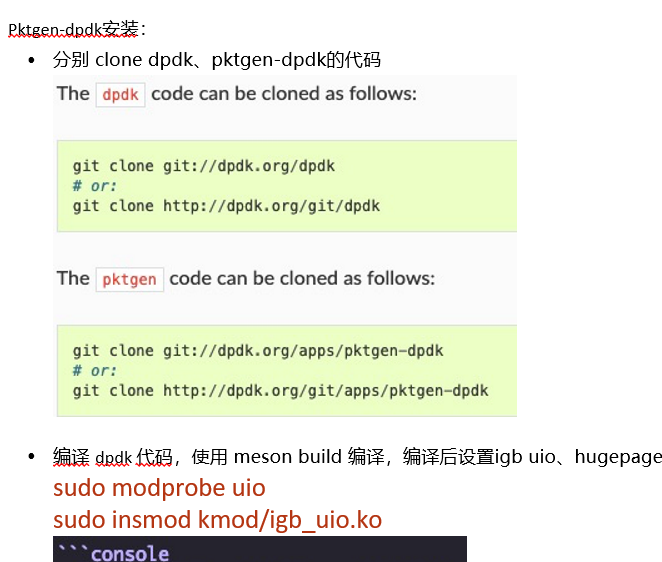 Pktgen-dpdk安装：
• 分别 clone dpdk、pktgen-dpdk的代码
The dpdk code can be cloned as follows:
git clone git://dpdk.org/dpdk
# or:
git clone http://dpdk.org/git/dpdk
The pktgen code can be cloned as follows:
git clone git://dpdk.org/apps/pktgen-dpdk
# or:
git clone http://dpdk.org/git/apps/pktgen-dpdk
• 编译 dpdk 代码，使用 meson build 编译，编译后设置igb uio、hugepage
sudo modprobe uio
sudo insmod kmod/igb_uio.ko
```console